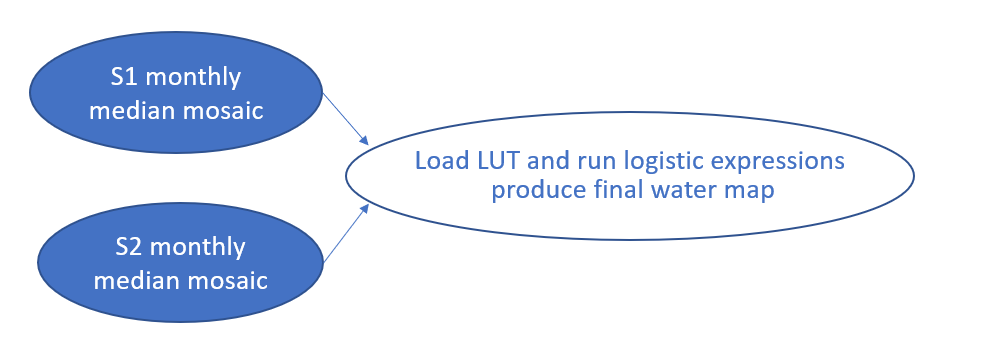 S1 monthly
median mosaic
Load LUT and run logistic expressions
produce final water map
S2 monthly
median mosaic